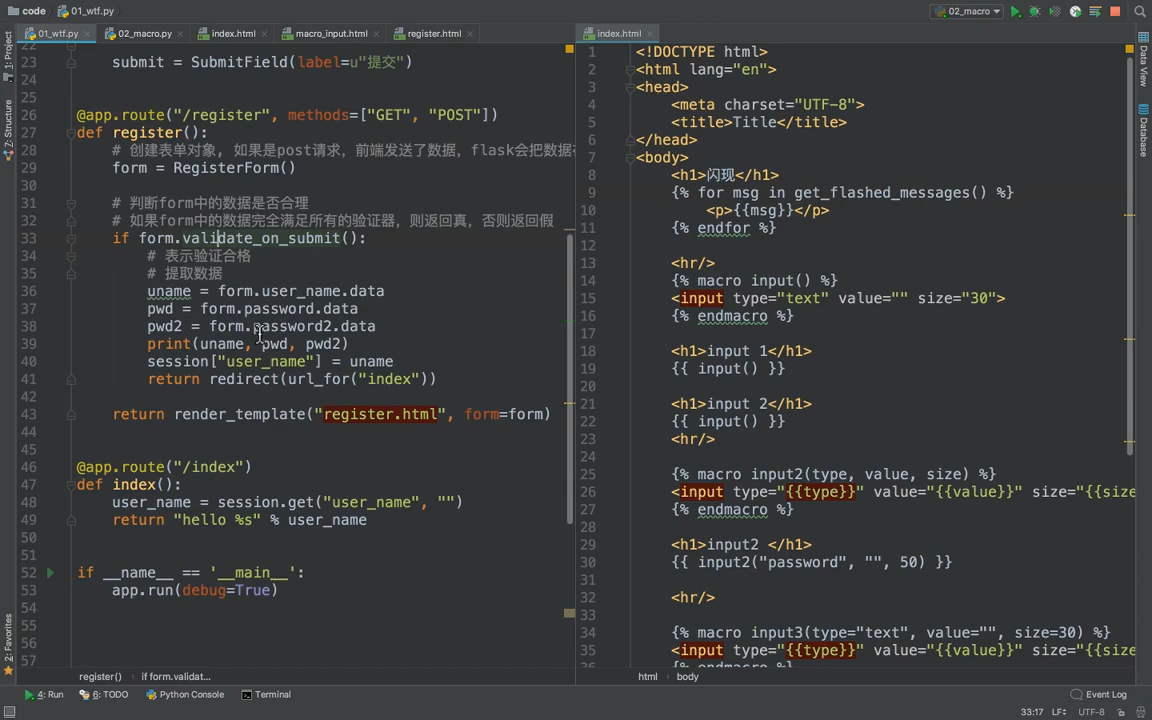 code 01_wtf.py
02_macro
01_wtf.py 02_macro.py index.html macro_input.html register.html
index.html
1: Project
Z: Structure
2: Favorites
Data View
Database
23 submit = SubmitField(label=u"提交")
24
25
26 @app.route("/register", methods=["GET", "POST"])
27 def register():
28 # 创建表单对象, 如果是post请求，前端发送了数据，flask会把数据
29 form = RegisterForm()
30
31 # 判断form中的数据是否合理
32 # 如果form中的数据完全满足所有的验证器，则返回真，否则返回假
33 if form.validate_on_submit():
34 # 表示验证合格
35 # 提取数据
36 uname = form.user_name.data
37 pwd = form.password.data
38 pwd2 = form.password2.data
39 print(uname, pwd, pwd2)
40 session["user_name"] = uname
41 return redirect(url_for("index"))
42
43 return render_template("register.html", form=form)
44
45
46 @app.route("/index")
47 def index():
48 user_name = session.get("user_name", "")
49 return "hello %s" % user_name
50
51
52 if __name__ == '__main__':
53 app.run(debug=True)
54
55
56
57
1 <!DOCTYPE html>
2 <html lang="en">
3 <head>
4 <meta charset="UTF-8">
5 <title>Title</title>
6 </head>
7 <body>
8 <h1>闪现</h1>
9 {% for msg in get_flashed_messages() %}
10 <p>{{msg}}</p>
11 {% endfor %}
12
13 <hr/>
14 {% macro input() %}
15 <input type="text" value="" size="30">
16 {% endmacro %}
17
18 <h1>input 1</h1>
19 {{ input() }}
20
21 <h1>input 2</h1>
22 {{ input() }}
23 <hr/>
24
25 {% macro input2(type, value, size) %}
26 <input type="{{type}}" value="{{value}}" size="{{size
27 {% endmacro %}
28
29 <h1>input2 </h1>
30 {{ input2("password", "", 50) }}
31
32 <hr/>
33
34 {% macro input3(type="text", value="", size=30) %}
35 <input type="{{type}}" value="{{value}}" size="{{size
register() if form.validat...
html body
4: Run 6: TODO Python Console Terminal Event Log
33:17 LF UTF-8